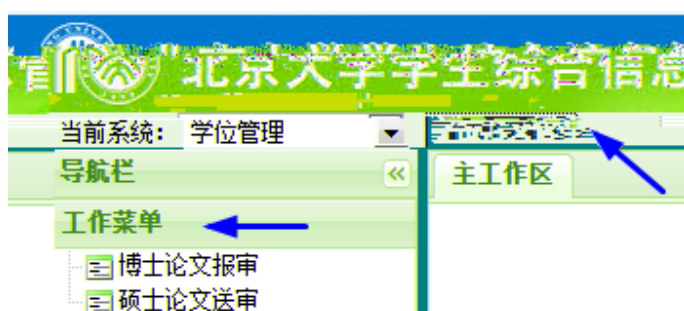 北京大学学生综合信息
当前系统： 学位管理
导航栏
主工作区
工作菜单
博士论文报审
硕士论文送审